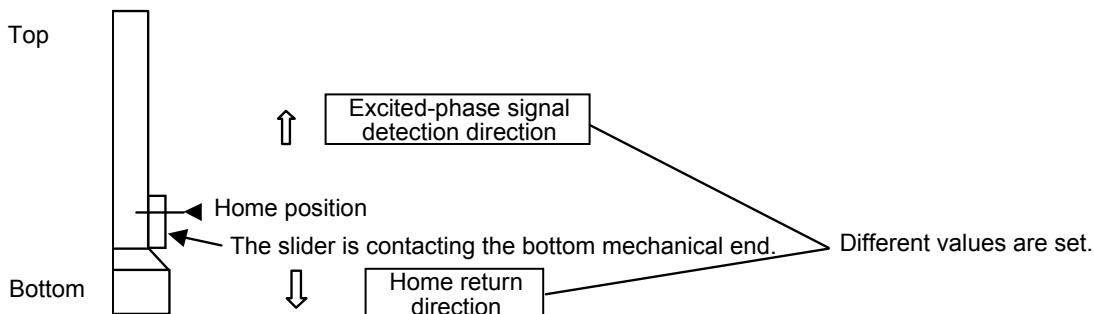 Top
Excited-phase signal
detection direction
Home position
The slider is contacting the bottom mechanical end.
Different values are set.
Bottom
Home return
direction